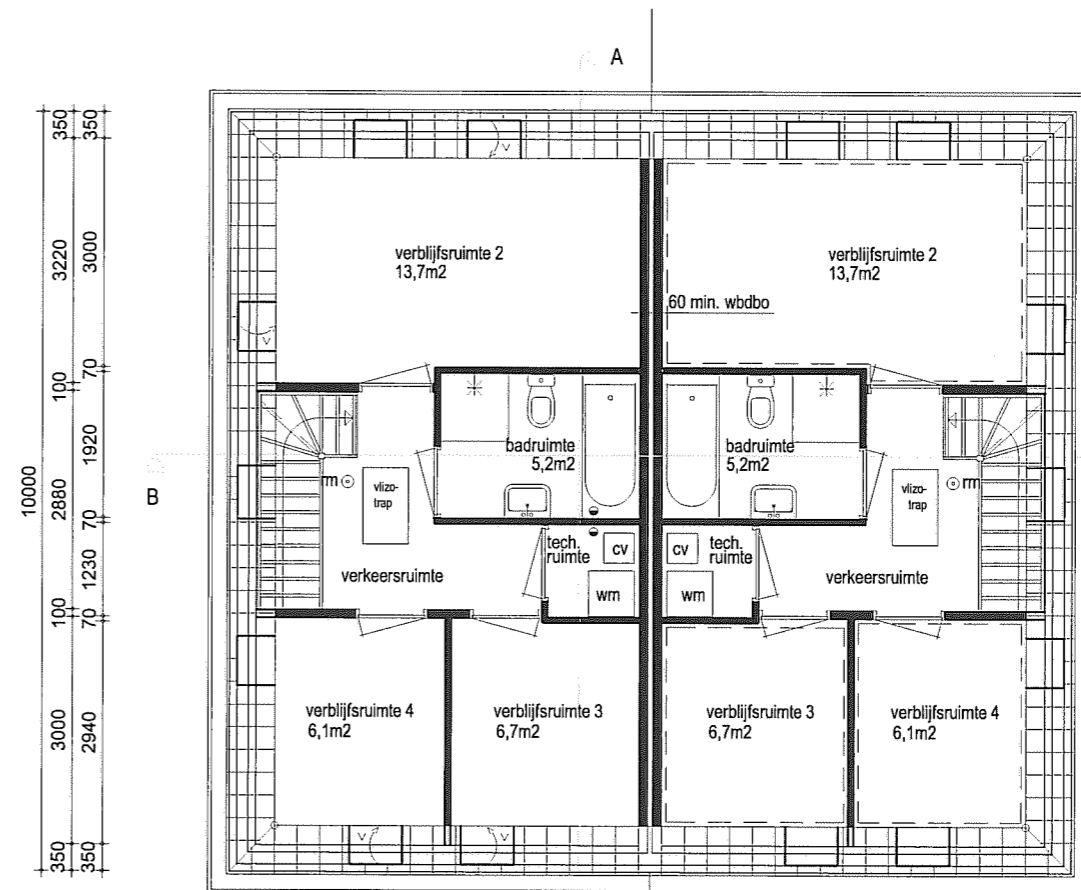 A
B
10000
350
3220
100
2880
100
3000
350
350
3000
70
1920
70
1230
70
2940
350
v
v
verblijfsruimte 2
13,7m2
verblijfsruimte 2
13,7m2
60 min. wbdbo
badruimte
5,2m2
badruimte
5,2m2
rm
vlizo-
trap
vlizo-
trap
rm
tech.
ruimte
cv
wm
cv
tech.
ruimte
wm
verkeersruimte
verkeersruimte
verblijfsruimte 4
6,1m2
verblijfsruimte 3
6,7m2
verblijfsruimte 3
6,7m2
verblijfsruimte 4
6,1m2
v
v